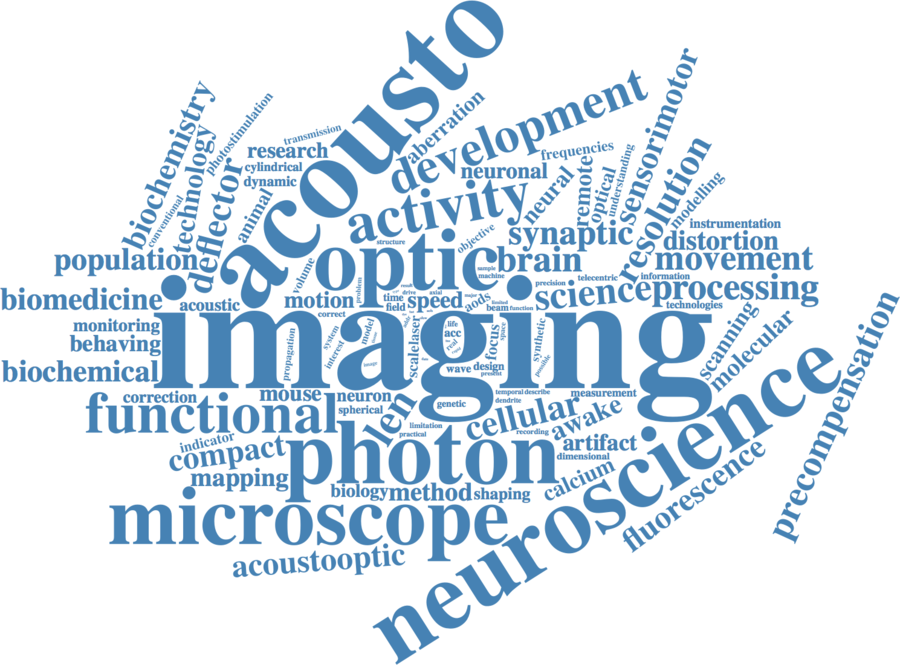 acousto
biochemistry
photostimulation
transmission
aberration
development
sensorimotor
technology
research
cylindrical
dynamic
conventional
deflector
animal
activity
neuronal
frequencies
neural
remote
optical
understanding
resolution
modelling
instrumentation
population
structure
objective
synaptic
distortion
optic
brain
movement
volume
problem
sample
machine
precision
telecentric
information
science
processing
biomedicine
acoustic
motion
time
drive
axial
major
speed
aods
limited
technologies
field
beam
function
correct
monitoring
behaving
imaging
propagation
system
interest
model
image
scale
laser
life
acc
real
focus
space
synthetic
possible
scanning
molecular
precompensation
biochemical
wave
design
present
correction
mouse
neuron
spherical
genetic
temporal
describe
dendrite
measurement
functional
len
limitation
practical
cellular
recording
awake
indicator
compact
photon
artifact
dimensional
mapping
biology
method
shaping
calcium
neuroscience
fluorescence
microscope
acoustooptic